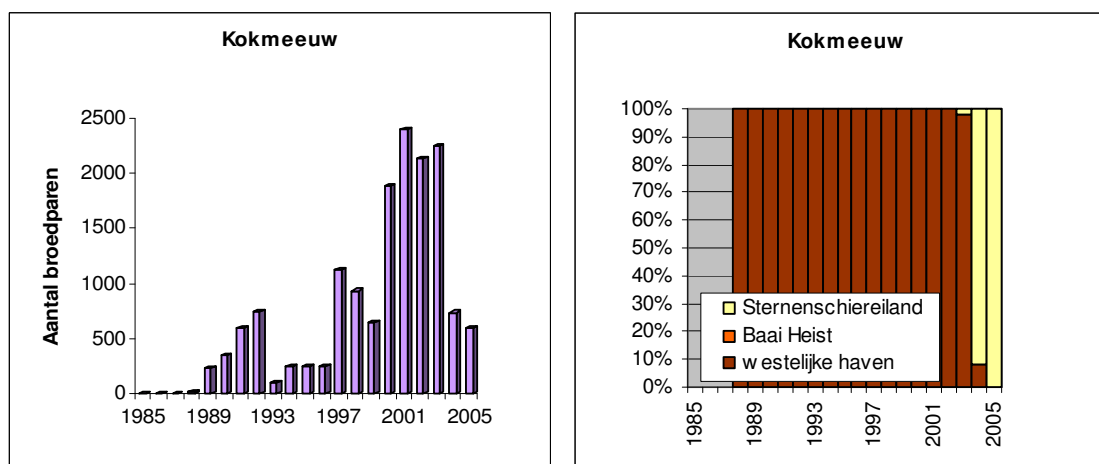 Kokmeeuw
Aantal broedparen
2500
2000
1500
1000
500
0
1985 1989 1993 1997 2001 2005
Kokmeeuw
100%
90%
80%
70%
60%
50%
40%
30%
20%
10%
0%
Sternenschiereiland
Baai Heist
westelijke haven
1985 1989 1993 1997 2001 2005